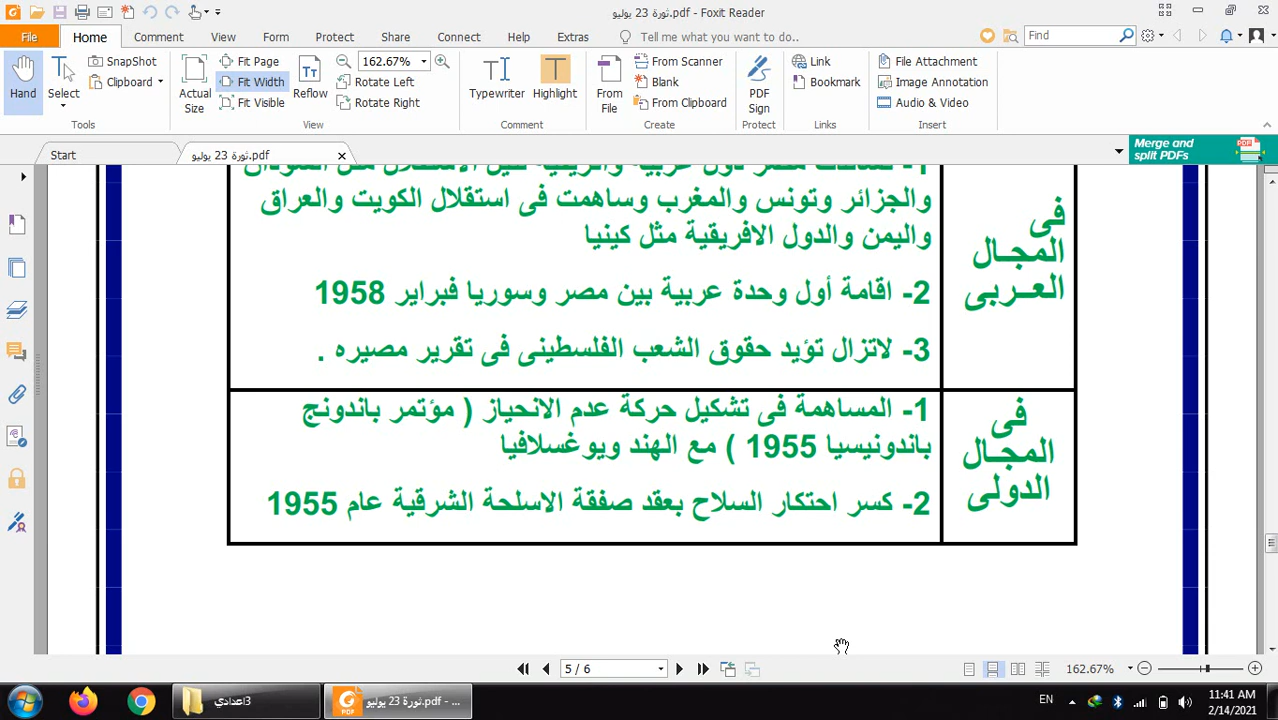 ثورة 23 يوليو.pdf - Foxit Reader
File Home Comment View Form Protect Share Connect Help Extras Tell me what you want to do.. Find
Hand
Select
SnapShot
Clipboard
Tools
Actual Size
Fit Page
Fit Width
Fit Visible
Reflow
162.67%
Rotate Left
Rotate Right
View
Typewriter
Highlight
Comment
From File
From Scanner
Blank
From Clipboard
Create
PDF Sign
Protect
Link
Bookmark
Links
File Attachment
Image Annotation
Audio & Video
Insert
Start
ثورة 23 يوليو.pdf
Merge and
split PDFs
فى
المجـال
العـربى
والجزائر وتونس والمغرب وساهمت فى استقلال الكويت والعراق
واليمن والدول الافريقية مثل كينيا
2- اقامة أول وحدة عربية بين مصر وسوريا فبراير 1958
3- لاتزال تؤيد حقوق الشعب الفلسطينى فى تقرير مصيره .
فى
المجـال
الدولى
1- المساهمة فى تشكيل حركة عدم الانحياز ( مؤتمر باندونج
باندونيسيا 1955 ) مع الهند ويوغسلافيا
2- كسر احتكار السلاح بعقد صفقة الاسلحة الشرقية عام 1955
5 / 6
162.67%
3اعدادي
ثورة 23 يوليو.pdf - ...
PDF
EN
11:41 AM
2/14/2021